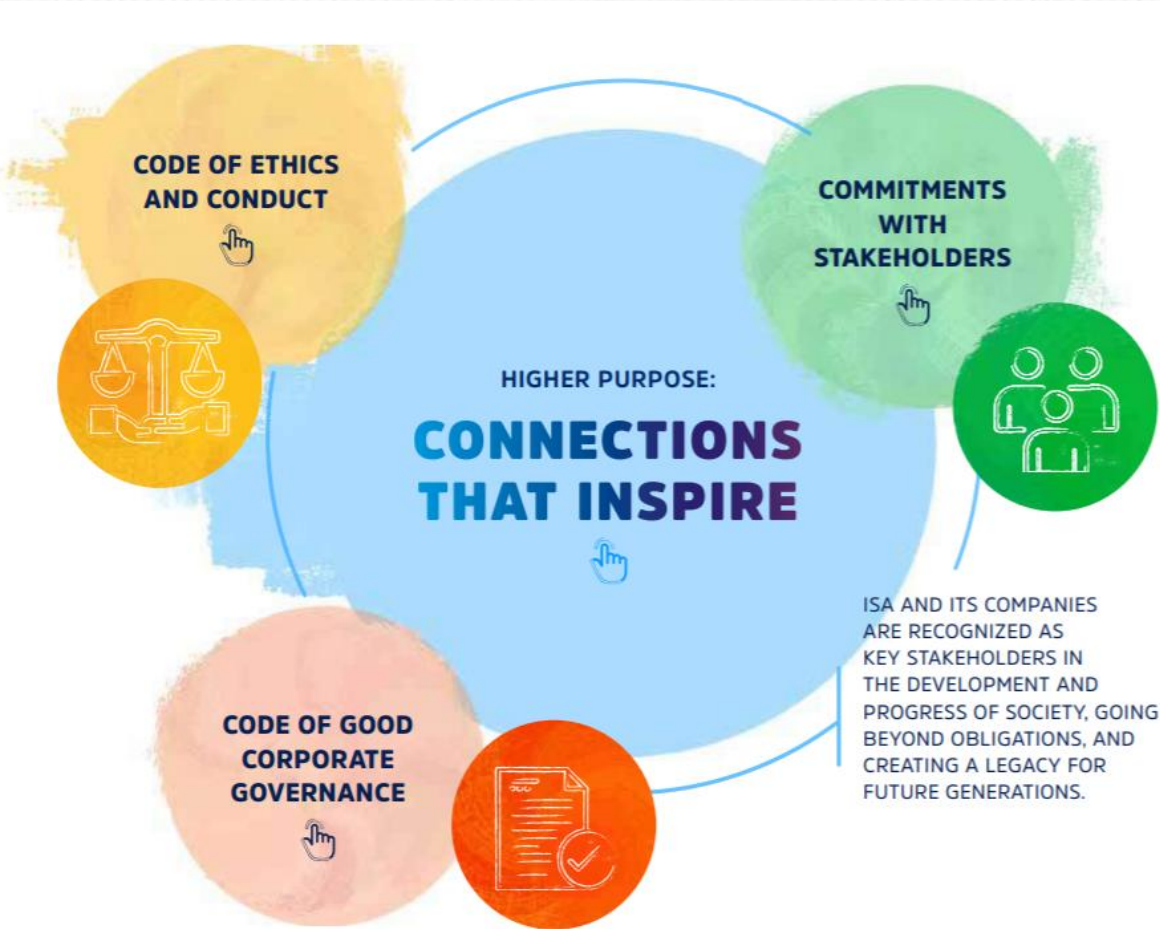 CODE OF ETHICS
AND CONDUCT
COMMITMENTS
WITH
STAKEHOLDERS
HIGHER PURPOSE:
CONNECTIONS
THAT INSPIRE
ISA AND ITS COMPANIES
ARE RECOGNIZED AS
KEY STAKEHOLDERS IN
THE DEVELOPMENT AND
PROGRESS OF SOCIETY, GOING
BEYOND OBLIGATIONS, AND
CREATING A LEGACY FOR
FUTURE GENERATIONS.
CODE OF GOOD
CORPORATE
GOVERNANCE